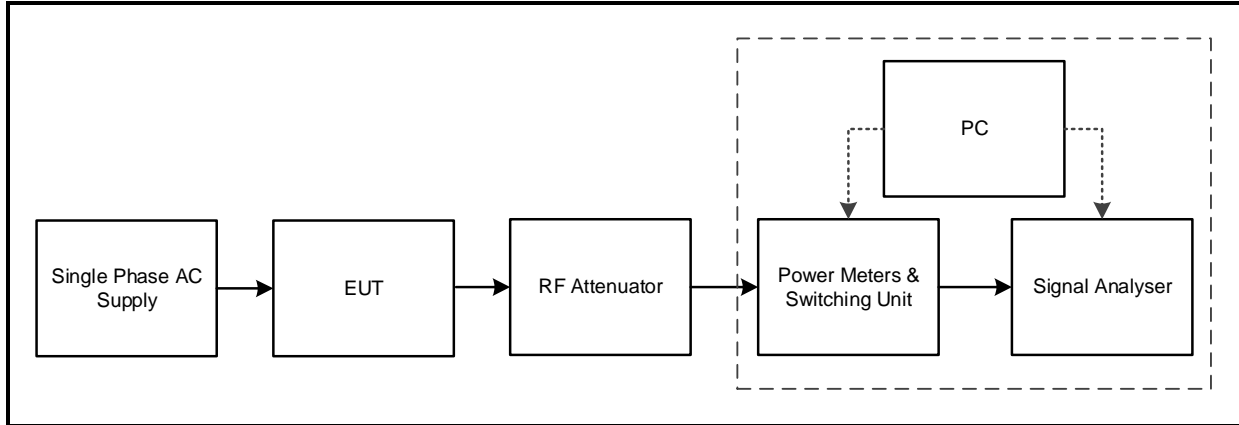 PC
Single Phase AC
Supply
EUT
RF Attenuator
Power Meters &
Switching Unit
Signal Analyser